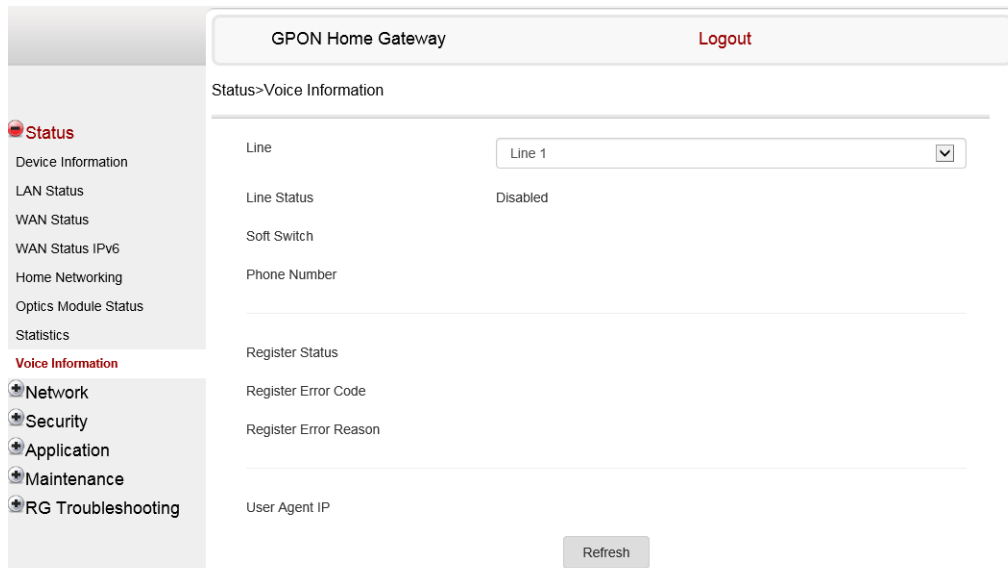 GPON Home Gateway
Logout
Status>Voice Information
Status
Device Information
LAN Status
WAN Status
WAN Status IPv6
Home Networking
Optics Module Status
Statistics
Voice Information
Network
Security
Application
Maintenance
RG Troubleshooting
Line
Line 1
Line Status
Disabled
Soft Switch
Phone Number
Register Status
Register Error Code
Register Error Reason
User Agent IP
Refresh